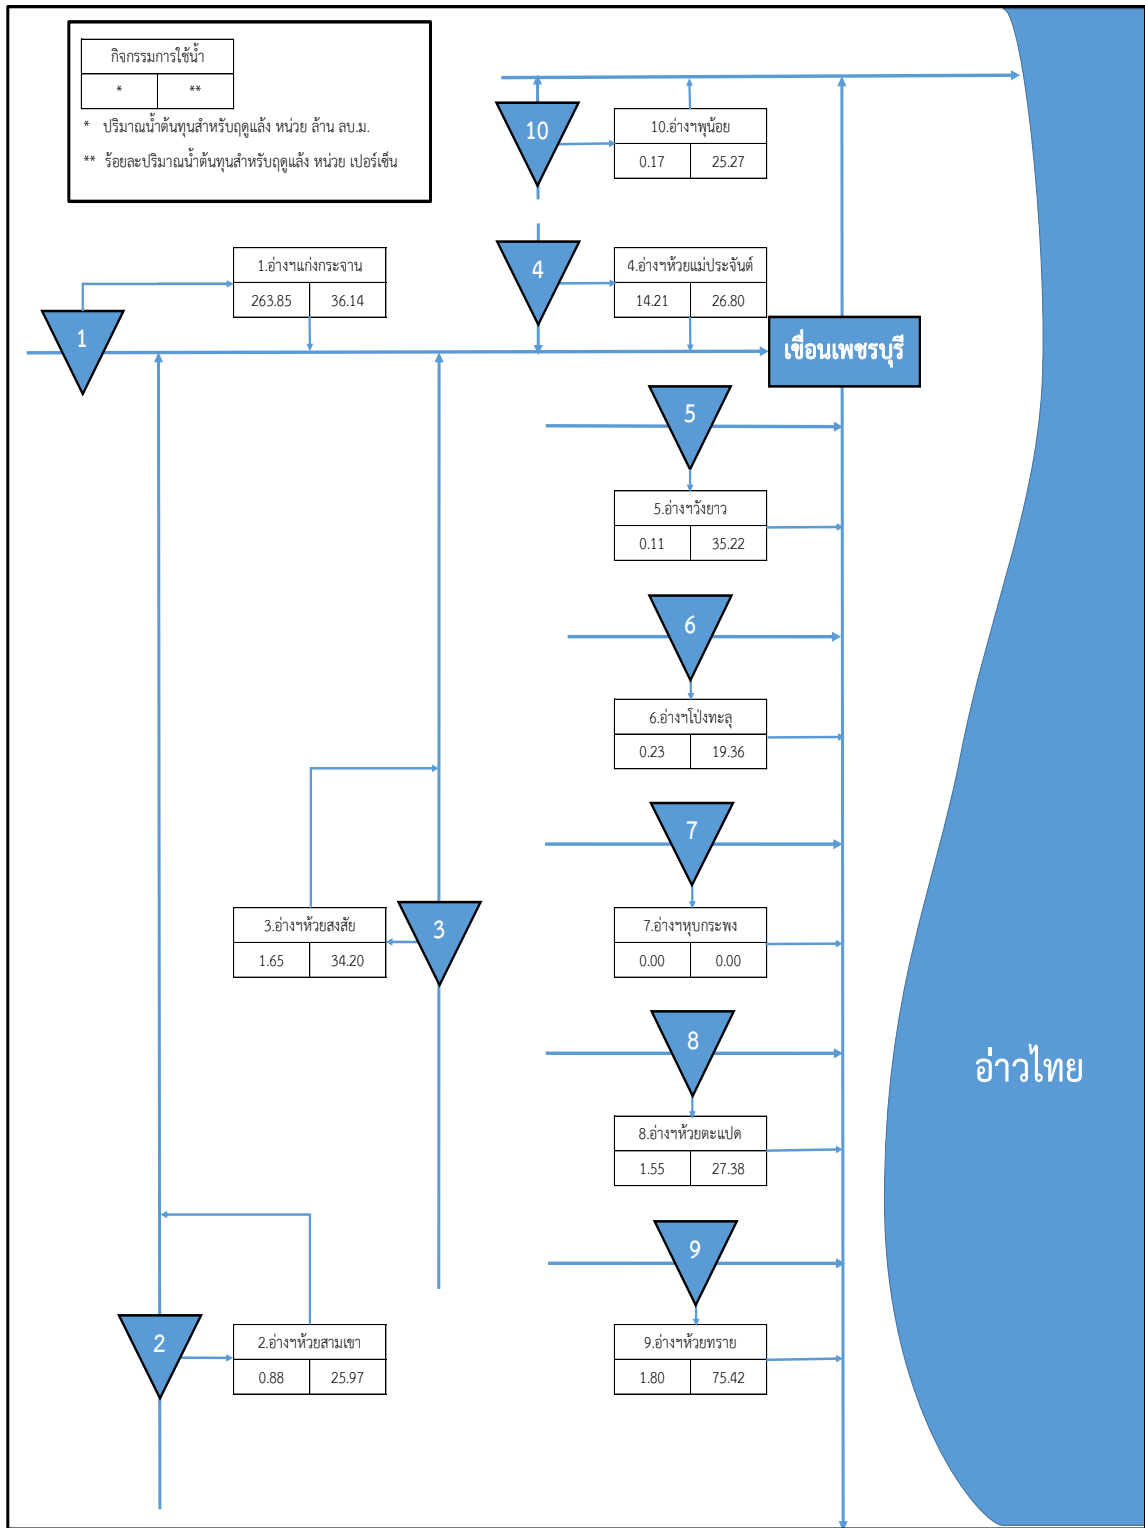 กิจกรรมการใช้น้ำ
* **
* ปริมาณน้ำต้นทุนสำหรับฤดูแล้ง หน่วย ล้าน ลบ.ม.
** ร้อยละปริมาณน้ำต้นทุนสำหรับฤดูแล้ง หน่วย เปอร์เซ็น
10
10.อ่างฯพุน้อย
0.17 25.27
1
1.อ่างฯแก่งกระจาน
263.85 36.14
4
4.อ่างฯห้วยแม่ประจันต์
14.21 26.80
เขื่อนเพชรบุรี
5
5.อ่างฯวังยาว
0.11 35.22
6
6.อ่างฯโป่งทะลุ
0.23 19.36
7
7.อ่างฯหุบกระพง
0.00 0.00
3
3.อ่างฯห้วยสงสัย
1.65 34.20
8
8.อ่างฯห้วยตะแปด
1.55 27.38
อ่าวไทย
9
9.อ่างฯห้วยทราย
1.80 75.42
2
2.อ่างฯห้วยสามเขา
0.88 25.97